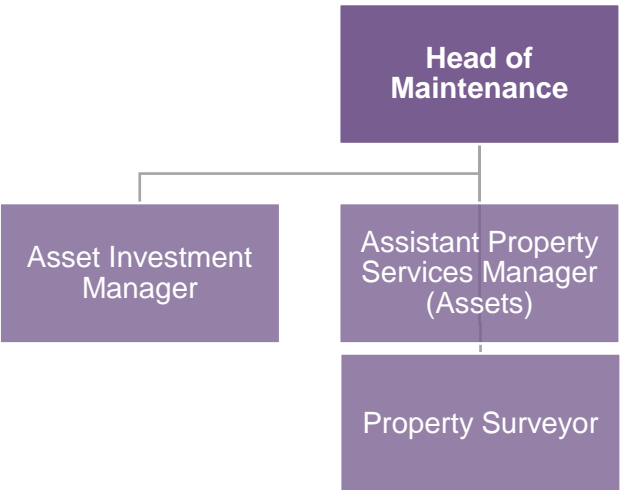 Head of
Maintenance
Asset Investment
Manager
Assistant Property
Services Manager
(Assets)
Property Surveyor